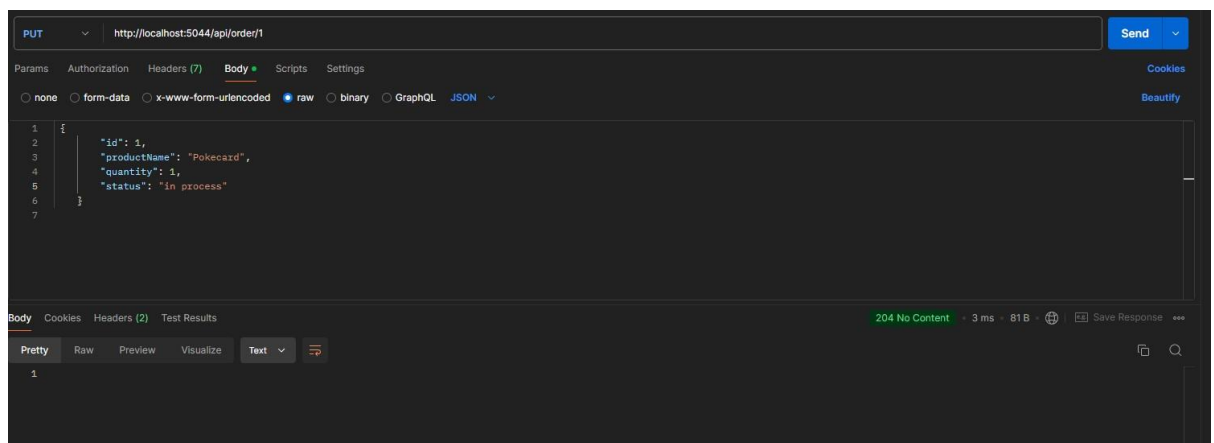 PUT http://localhost:5044/api/order/1 Send
Params Authorization Headers (7) Body Scripts Settings Cookies
none form-data x-www-form-urlencoded raw binary GraphQL JSON Beautify
1 {
2 "id": 1,
3 "productName": "Pokecard",
4 "quantity": 1,
5 "status": "in process"
6 }
7
Body Cookies Headers (2) Test Results 204 No Content 3 ms 81 B Save Response
Pretty Raw Preview Visualize Text
1